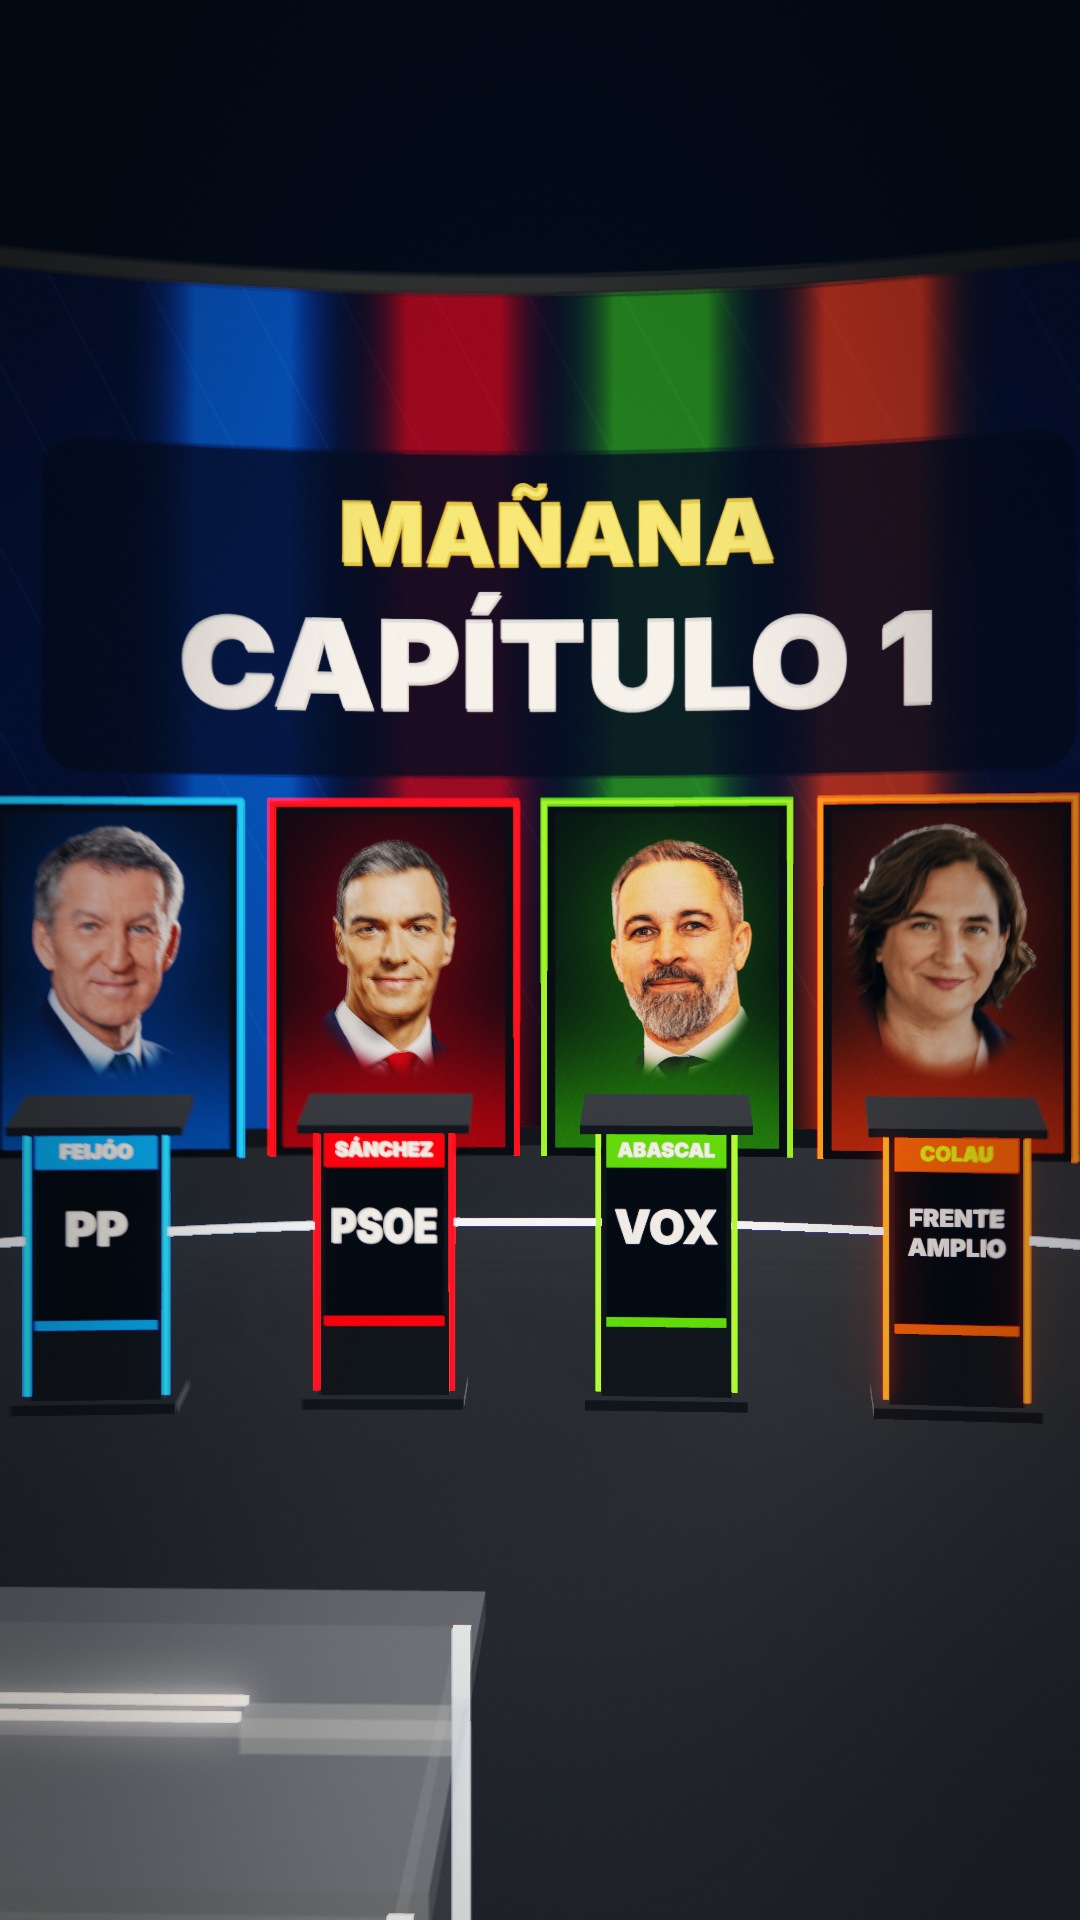 MAÑANA
CAPÍTULO 1
FEIJÓO
PP
SÁNCHEZ
PSOE
ABASCAL
VOX
COLAU
FRENTE
AMPLIO